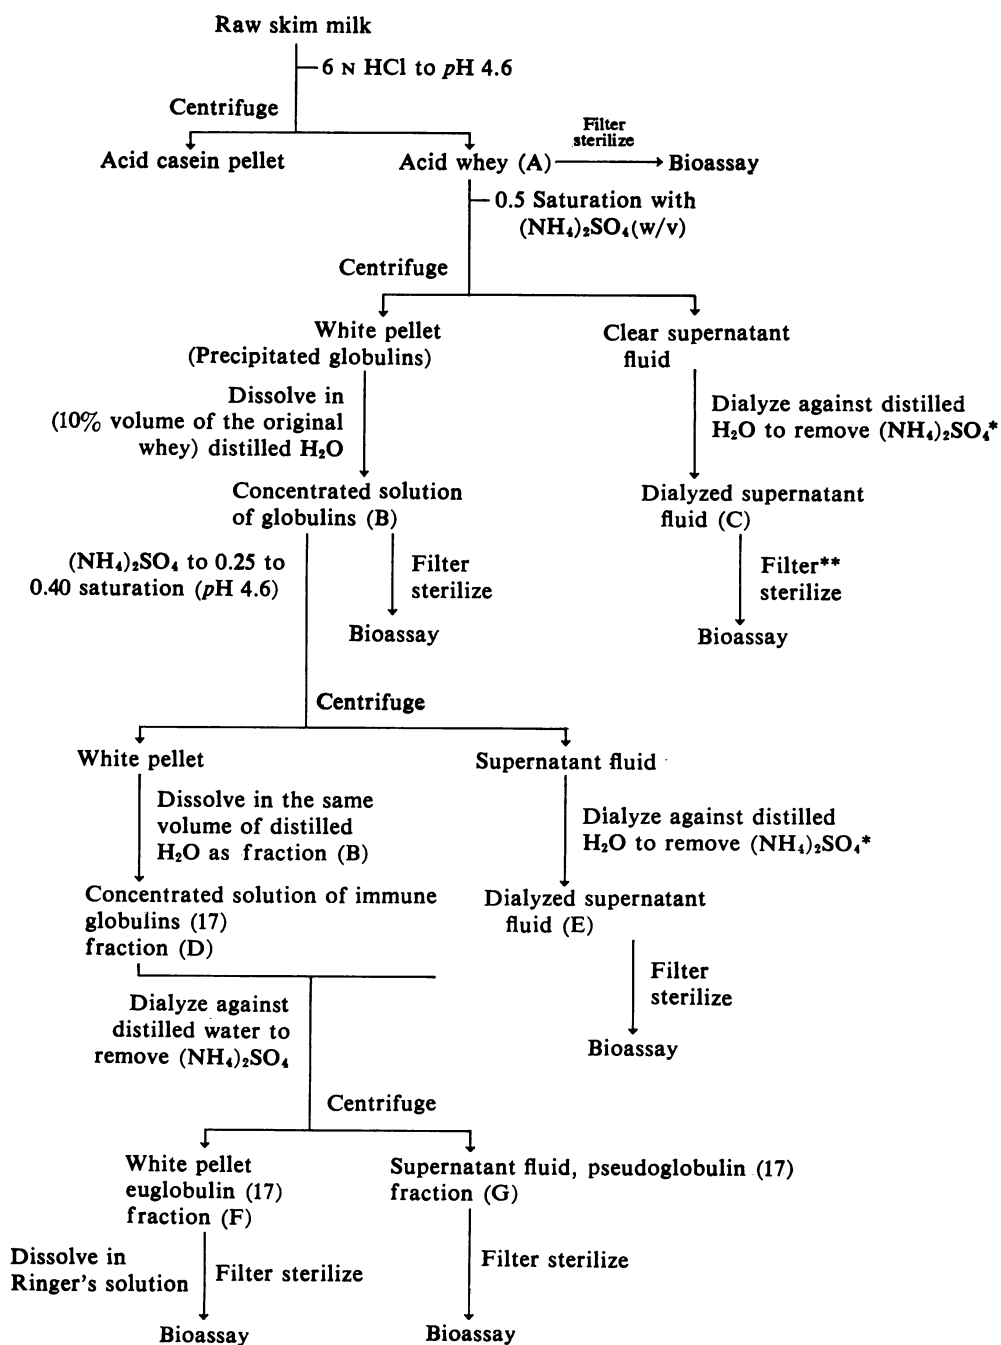 Raw skim milk
6 N HCl to pH 4.6
Centrifuge
Acid casein pellet
Acid whey (A)
Filter
sterilize
Bioassay
0.5 Saturation with
(NH₄)₂SO₄(w/v)
Centrifuge
White pellet
(Precipitated globulins)
Clear supernatant
fluid
Dissolve in
(10% volume of the original
whey) distilled H₂O
Dialyze against distilled
H₂O to remove (NH₄)₂SO₄*
Concentrated solution
of globulins (B)
Dialyzed supernatant
fluid (C)
(NH₄)₂SO₄ to 0.25 to
0.40 saturation (pH 4.6)
Filter
sterilize
Bioassay
Filter**
sterilize
Bioassay
Centrifuge
White pellet
Supernatant fluid
Dissolve in the same
volume of distilled
H₂O as fraction (B)
Dialyze against distilled
H₂O to remove (NH₄)₂SO₄*
Concentrated solution of immune
globulins (17)
fraction (D)
Dialyzed supernatant
fluid (E)
Filter
sterilize
Bioassay
Dialyze against
distilled water to
remove (NH₄)₂SO₄
Centrifuge
White pellet
euglobulin (17)
fraction (F)
Supernatant fluid, pseudoglobulin (17)
fraction (G)
Dissolve in
Ringer's solution
Filter sterilize
Filter sterilize
Bioassay
Bioassay